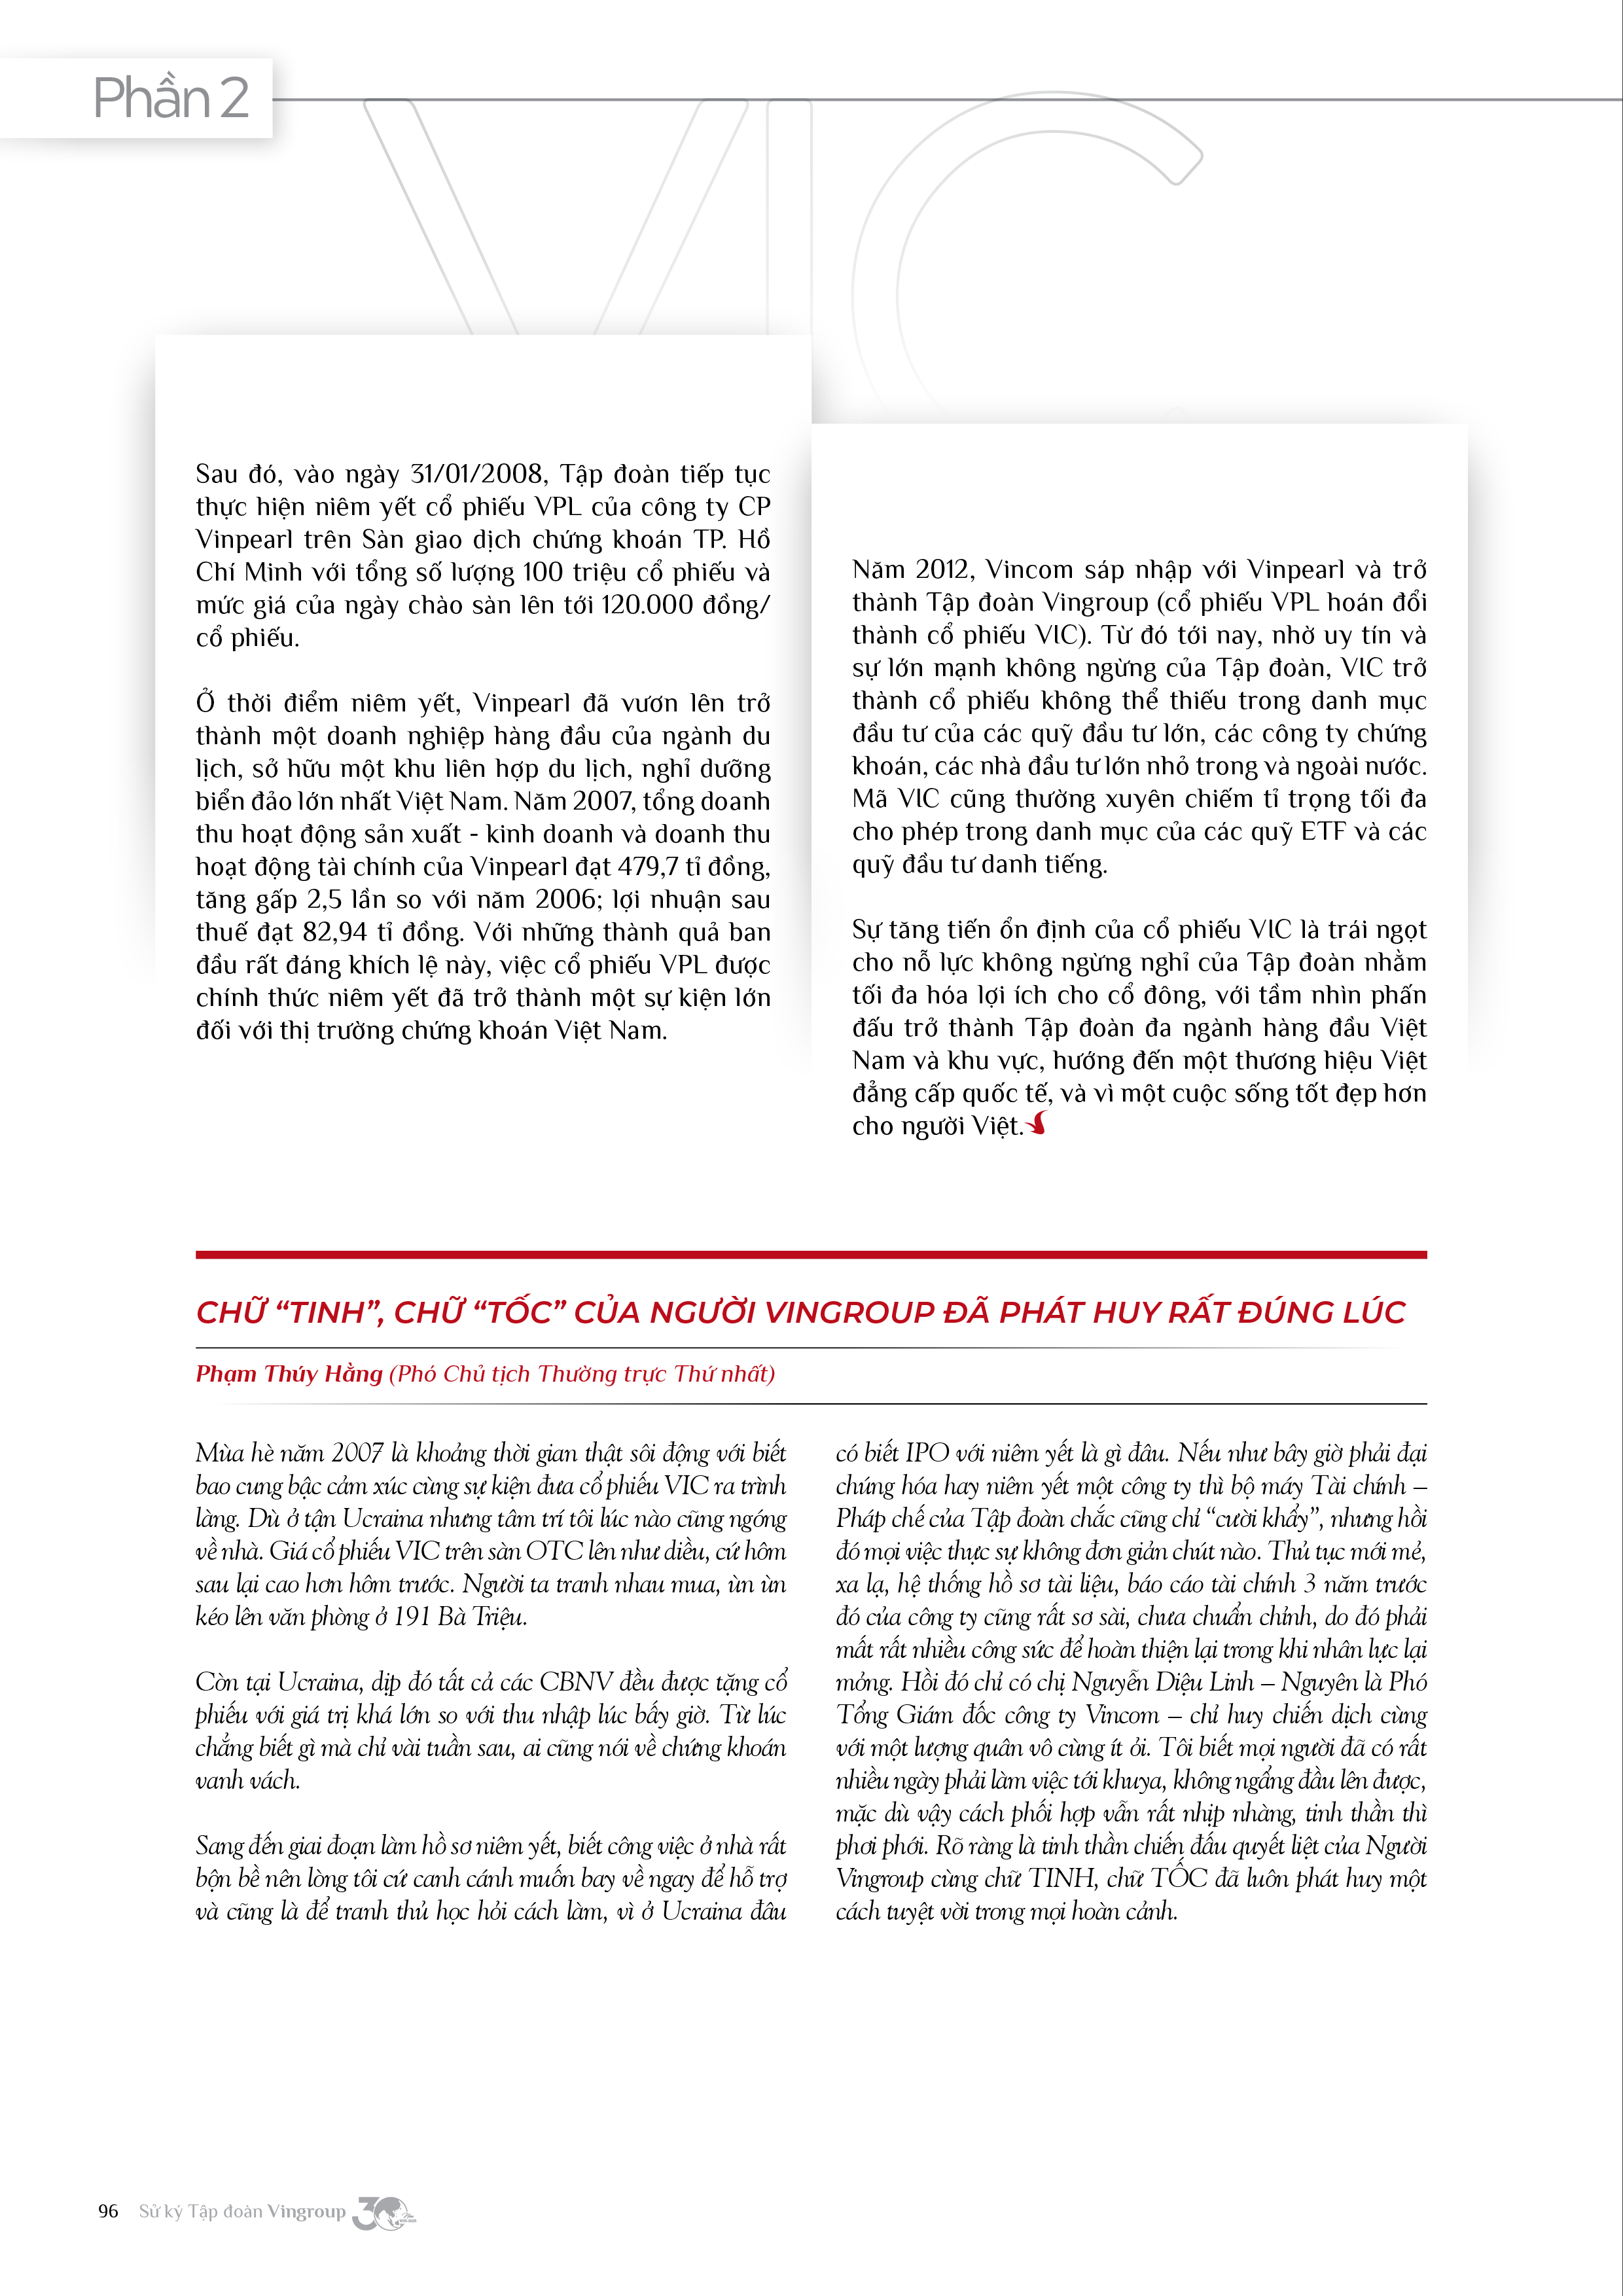 Phần 2
VIC
Sau đó, vào ngày 31/01/2008, Tập đoàn tiếp tục
thực hiện niêm yết cổ phiếu VPL của công ty CP
Vinpearl trên Sàn giao dịch chứng khoán TP. Hồ
Chí Minh với tổng số lượng 100 triệu cổ phiếu và
mức giá của ngày chào sàn lên tới 120.000 đồng/
cổ phiếu.
Ở thời điểm niêm yết, Vinpearl đã vươn lên trở
thành một doanh nghiệp hàng đầu của ngành du
lịch, sở hữu một khu liên hợp du lịch, nghỉ dưỡng
biển đảo lớn nhất Việt Nam. Năm 2007, tổng doanh
thu hoạt động sản xuất - kinh doanh và doanh thu
hoạt động tài chính của Vinpearl đạt 479,7 tỉ đồng,
tăng gấp 2,5 lần so với năm 2006; lợi nhuận sau
thuế đạt 82,94 tỉ đồng. Với những thành quả ban
đầu rất đáng khích lệ này, việc cổ phiếu VPL được
chính thức niêm yết đã trở thành một sự kiện lớn
đối với thị trường chứng khoán Việt Nam.
Năm 2012, Vincom sáp nhập với Vinpearl và trở
thành Tập đoàn Vingroup (cổ phiếu VPL hoán đổi
thành cổ phiếu VIC). Từ đó tới nay, nhờ uy tín và
sự lớn mạnh không ngừng của Tập đoàn, VIC trở
thành cổ phiếu không thể thiếu trong danh mục
đầu tư của các quỹ đầu tư lớn, các công ty chứng
khoán, các nhà đầu tư lớn nhỏ trong và ngoài nước.
Mã VIC cũng thường xuyên chiếm tỉ trọng tối đa
cho phép trong danh mục của các quỹ ETF và các
quỹ đầu tư danh tiếng.
Sự tăng tiến ổn định của cổ phiếu VIC là trái ngọt
cho nỗ lực không ngừng nghỉ của Tập đoàn nhằm
tối đa hóa lợi ích cho cổ đông, với tầm nhìn phấn
đấu trở thành Tập đoàn đa ngành hàng đầu Việt
Nam và khu vực, hướng đến một thương hiệu Việt
đẳng cấp quốc tế, và vì một cuộc sống tốt đẹp hơn
cho người Việt.
CHỮ “TINH”, CHỮ “TỐC” CỦA NGƯỜI VINGROUP ĐÃ PHÁT HUY RẤT ĐÚNG LÚC
Phạm Thúy Hằng (Phó Chủ tịch Thường trực Thứ nhất)
Mùa hè năm 2007 là khoảng thời gian thật sôi động với biết
bao cung bậc cảm xúc cùng sự kiện đưa cổ phiếu VIC ra trình
làng. Dù ở tận Ucraina nhưng tâm trí tôi lúc nào cũng ngóng
về nhà. Giá cổ phiếu VIC trên sàn OTC lên như diều, cứ hôm
sau lại cao hơn hôm trước. Người ta tranh nhau mua, ùn ùn
kéo lên văn phòng ở 191 Bà Triệu.
Còn tại Ucraina, dịp đó tất cả các CBNV đều được tặng cổ
phiếu với giá trị khá lớn so với thu nhập lúc bấy giờ. Từ lúc
chẳng biết gì mà chỉ vài tuần sau, ai cũng nói về chứng khoán
vanh vách.
Sang đến giai đoạn làm hồ sơ niêm yết, biết công việc ở nhà rất
bộn bề nên lòng tôi cứ canh cánh muốn bay về ngay để hỗ trợ
và cũng là để tranh thủ học hỏi cách làm, vì ở Ucraina đâu
có biết IPO với niêm yết là gì đâu. Nếu như bây giờ phải đại
chúng hóa hay niêm yết một công ty thì bộ máy Tài chính –
Pháp chế của Tập đoàn chắc cũng chỉ “cười khẩy”, nhưng hồi
đó mọi việc thực sự không đơn giản chút nào. Thủ tục mới mẻ,
xa lạ, hệ thống hồ sơ tài liệu, báo cáo tài chính 3 năm trước
đó của công ty cũng rất sơ sài, chưa chuẩn chỉnh, do đó phải
mất rất nhiều công sức để hoàn thiện lại trong khi nhân lực lại
mỏng. Hồi đó chỉ có chị Nguyễn Diệu Linh – Nguyên là Phó
Tổng Giám đốc công ty Vincom – chỉ huy chiến dịch cùng
với một lượng quân vô cùng ít ỏi. Tôi biết mọi người đã có rất
nhiều ngày phải làm việc tới khuya, không ngẩng đầu lên được,
mặc dù vậy cách phối hợp vẫn rất nhịp nhàng, tinh thần thì
phơi phới. Rõ ràng là tinh thần chiến đấu quyết liệt của Người
Vingroup cùng chữ TINH, chữ TỐC đã luôn phát huy một
cách tuyệt vời trong mọi hoàn cảnh.
96 Sử ký Tập đoàn Vingroup 30